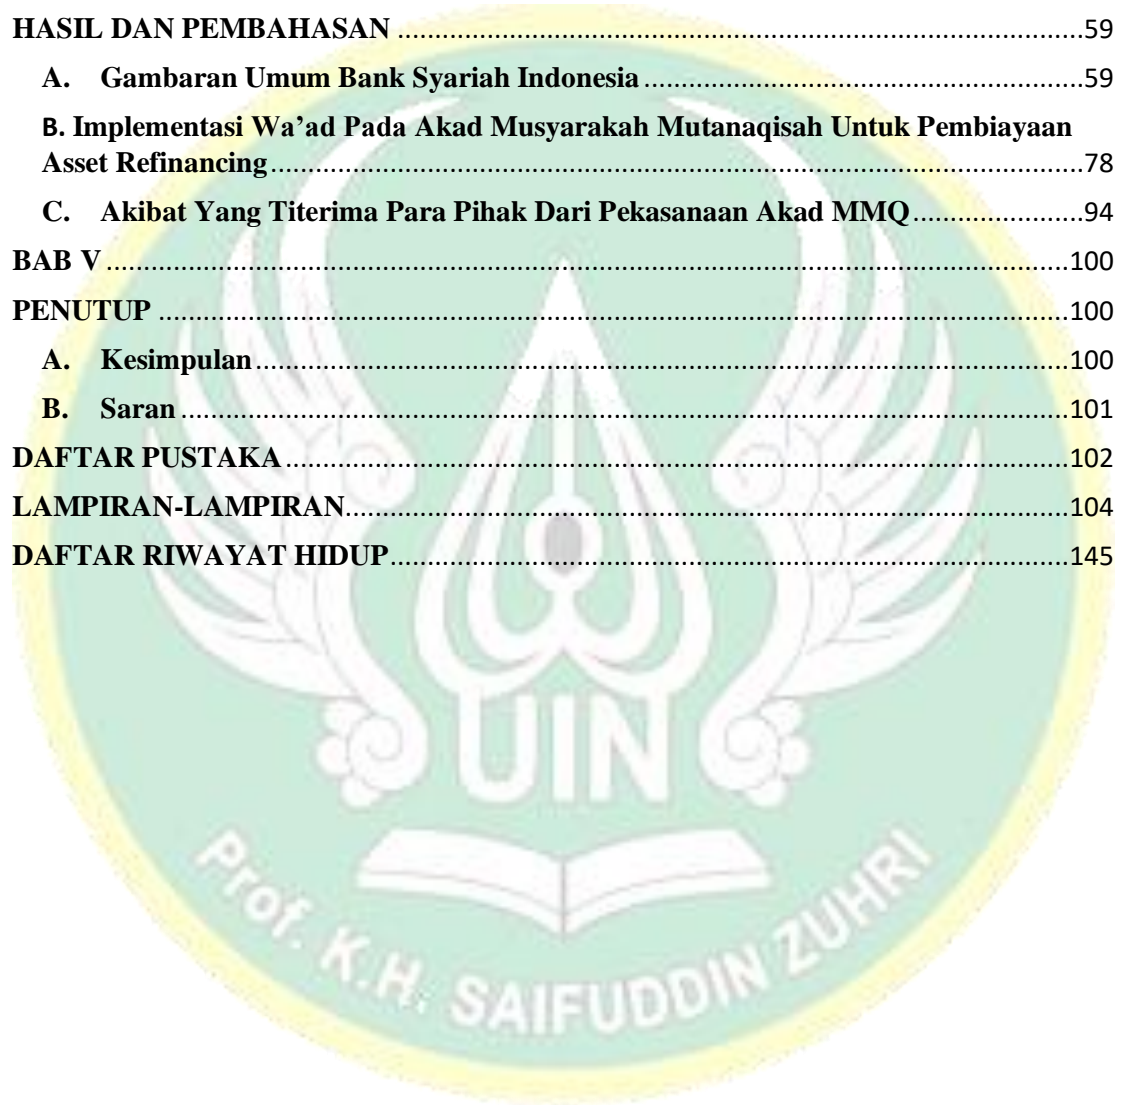 HASIL DAN PEMBAHASAN ........ 59
A. Gambaran Umum Bank Syariah Indonesia ........ 59
B. Implementasi Wa’ad Pada Akad Musyarakah Mutanaqisah Untuk Pembiayaan
Asset Refinancing ........ 78
C. Akibat Yang Titerima Para Pihak Dari Pekasanaan Akad MMQ ........ 94
BAB V ........ 100
PENUTUP ........ 100
A. Kesimpulan ........ 100
B. Saran ........ 101
DAFTAR PUSTAKA ........ 102
LAMPIRAN-LAMPIRAN ........ 104
DAFTAR RIWAYAT HIDUP ........ 145
UIN
Prof. K.H. SAIFUDDIN ZUHRI